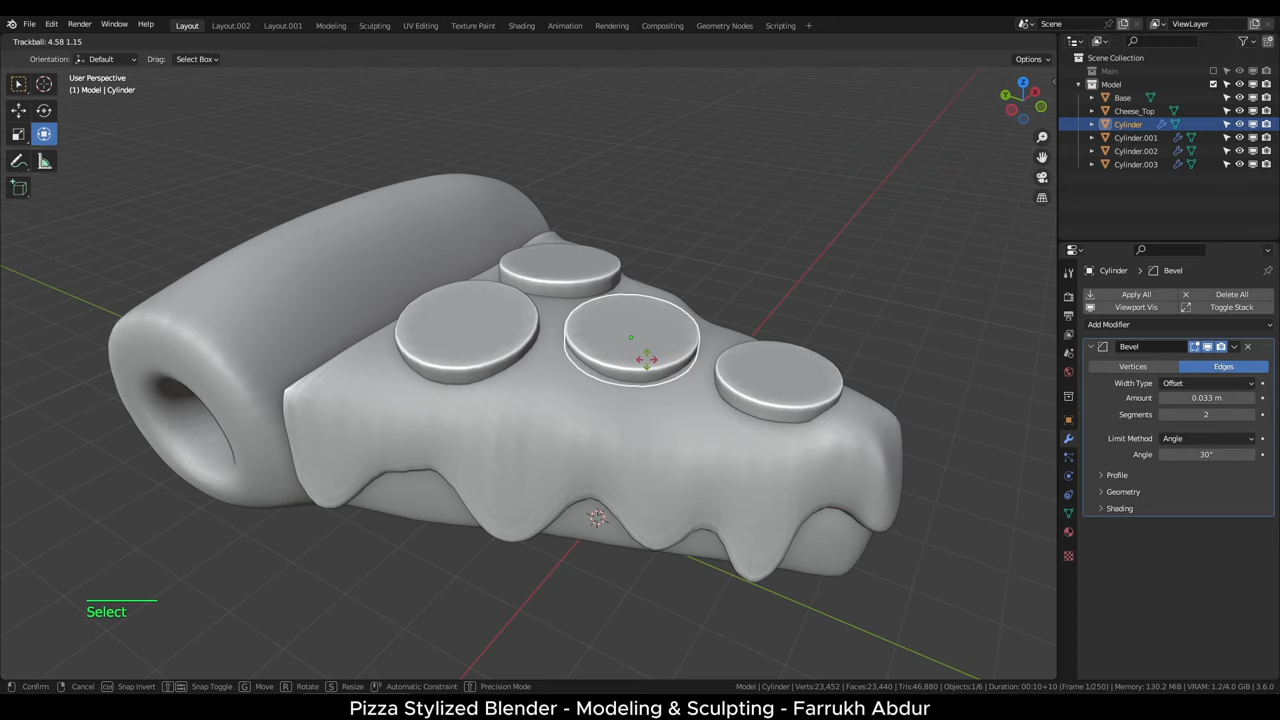 File Edit Render Window Help Layout Layout.002 Layout.001 Modeling Sculpting UV Editing Texture Paint Shading Animation Rendering Compositing Geometry Nodes Scripting + Scene ViewLayer
Trackball: 4.58 1.15
Orientation: Default Drag: Select Box Options
User Perspective
(1) Model | Cylinder
Z
Y
X
Select
Scene Collection
Main
Model
Base
Cheese_Top
Cylinder
Cylinder.001
Cylinder.002
Cylinder.003
Cylinder > Bevel
Apply All Delete All
Viewport Vis Toggle Stack
Add Modifier
Bevel
Vertices Edges
Width Type Offset
Amount 0.033 m
Segments 2
Limit Method Angle
Angle 30°
Profile
Geometry
Shading
Confirm Cancel Ctrl Snap Invert Snap Toggle G Move R Rotate S Resize Automatic Constraint Precision Mode Model | Cylinder | Verts:23,452 | Faces:23,440 | Tris:46,880 | Objects:1/6 | Duration: 00:10+10 (Frame 1/250) | Memory: 130.2 MiB | VRAM: 1.2/4.0 GiB | 3.6.0
Pizza Stylized Blender - Modeling & Sculpting - Farrukh Abdur